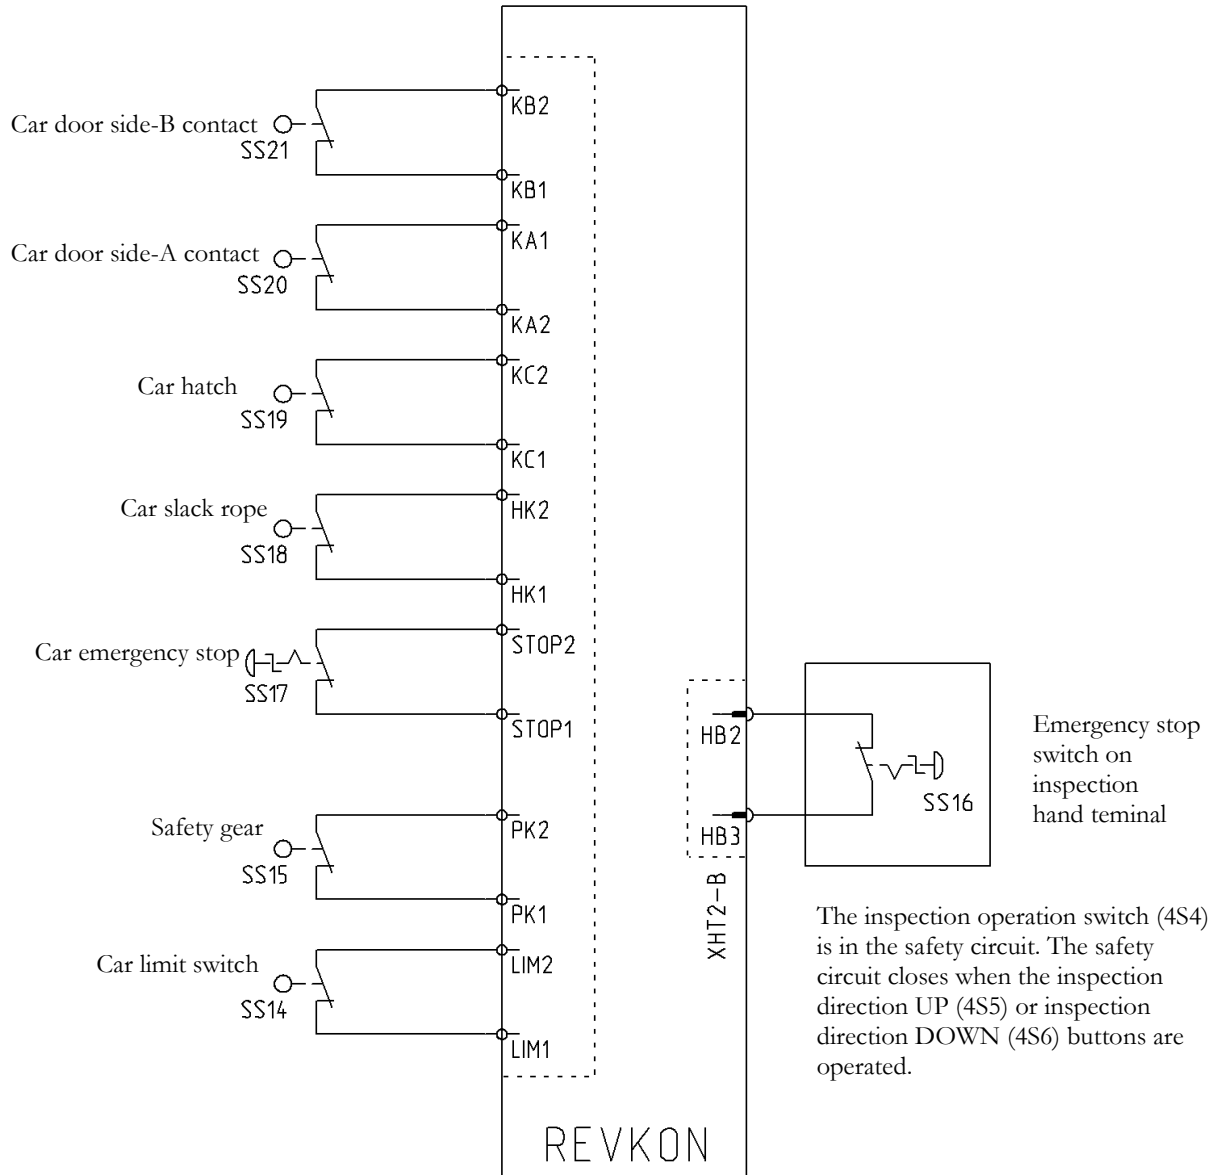 KB2
Car door side-B contact
SS21
KB1
KA1
Car door side-A contact
SS20
KA2
KC2
Car hatch
SS19
KC1
Car slack rope
HK2
SS18
HK1
STOP2
Car emergency stop
SS17
STOP1
HB2
Emergency stop
switch on
inspection
hand teminal
SS16
HB3
XHT2-B
Safety gear
PK2
SS15
PK1
Car limit switch
LIM2
SS14
LIM1
The inspection operation switch (4S4)
is in the safety circuit. The safety
circuit closes when the inspection
direction UP (4S5) or inspection
direction DOWN (4S6) buttons are
operated.
REVKON